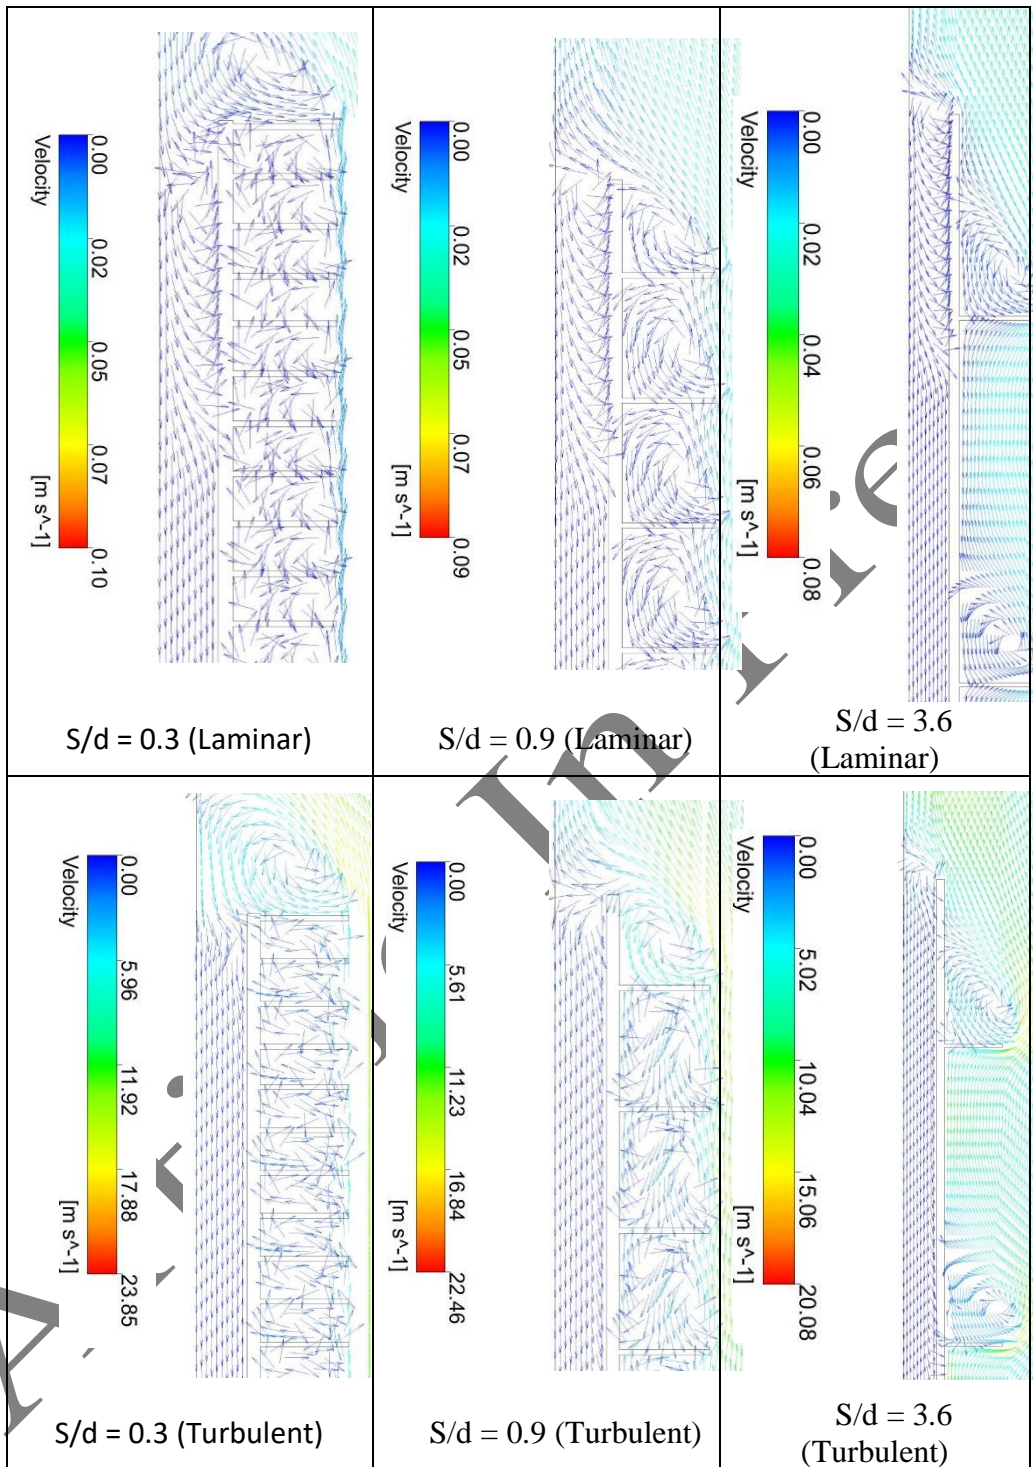 0.00
0.02
0.05
0.07
0.10
Velocity
[m s^-1]
S/d = 0.3 (Laminar)
0.00
0.02
0.05
0.07
0.09
Velocity
[m s^-1]
S/d = 0.9 (Laminar)
0.00
0.02
0.04
0.06
0.08
Velocity
[m s^-1]
S/d = 3.6
(Laminar)
0.00
5.96
11.92
17.88
23.85
Velocity
[m s^-1]
S/d = 0.3 (Turbulent)
0.00
5.61
11.23
16.84
22.46
Velocity
[m s^-1]
S/d = 0.9 (Turbulent)
0.00
5.02
10.04
15.06
20.08
Velocity
[m s^-1]
S/d = 3.6
(Turbulent)